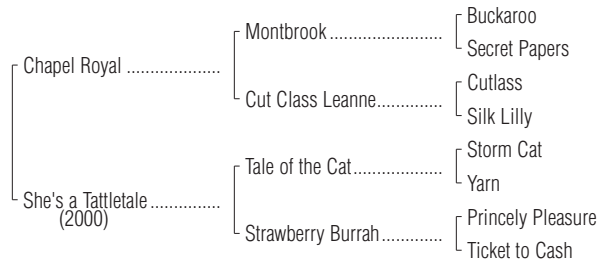 Buckaroo
Montbrook
Secret Papers
Chapel Royal
Cutlass
Cut Class Leanne
Silk Lilly
Storm Cat
Tale of the Cat
Yarn
She's a Tattletale
(2000)
Princely Pleasure
Strawberry Burrah
Ticket to Cash